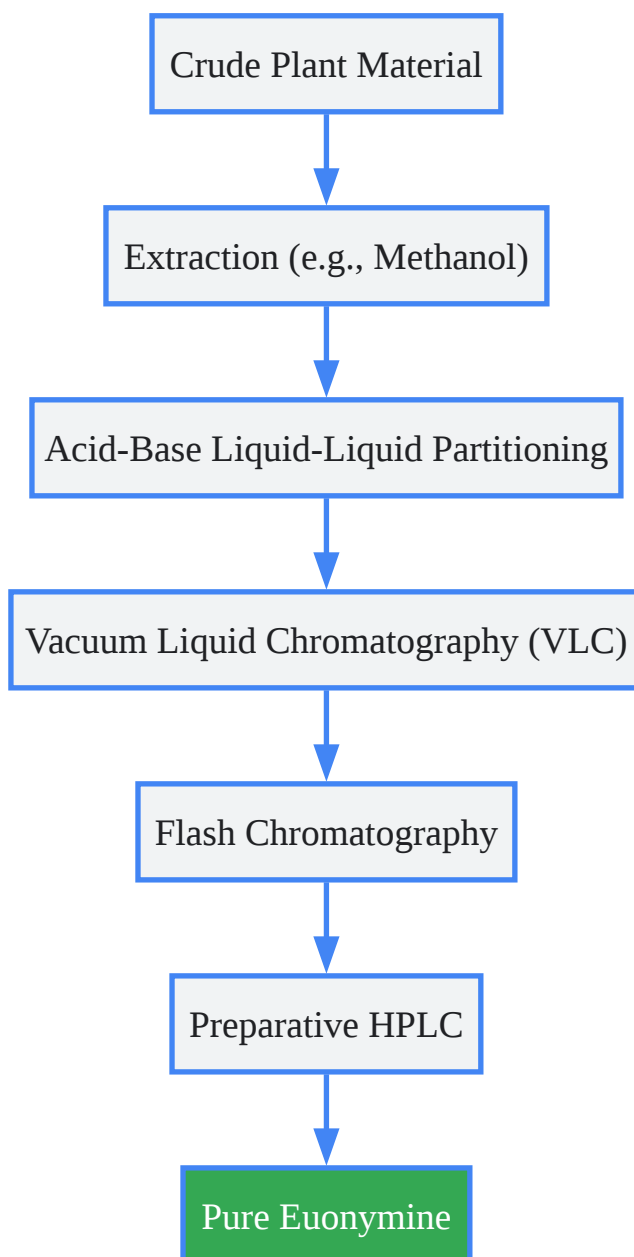 Crude Plant Material
Extraction (e.g., Methanol)
Acid-Base Liquid-Liquid Partitioning
Vacuum Liquid Chromatography (VLC)
Flash Chromatography
Preparative HPLC
Pure Euonymine